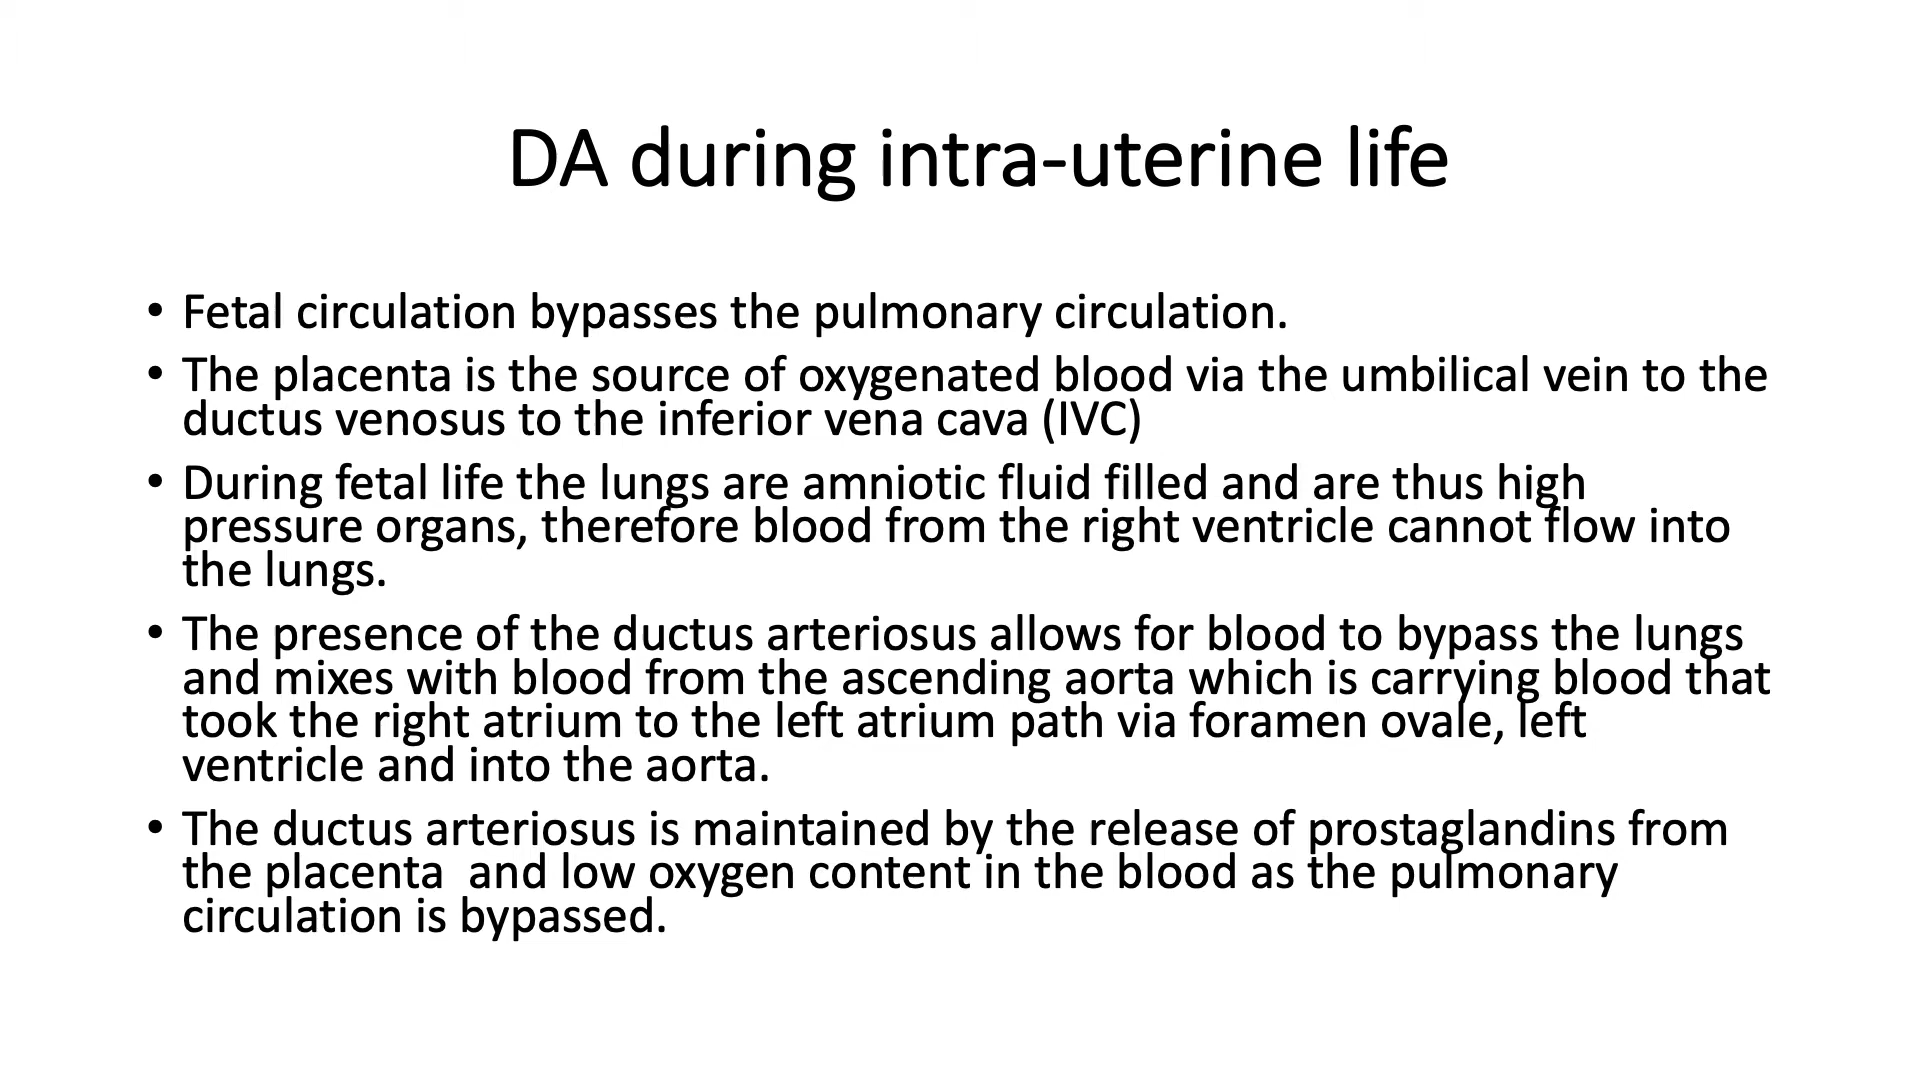 DA during intra-uterine life
• Fetal circulation bypasses the pulmonary circulation.
• The placenta is the source of oxygenated blood via the umbilical vein to the
ductus venosus to the inferior vena cava (IVC)
• During fetal life the lungs are amniotic fluid filled and are thus high
pressure organs, therefore blood from the right ventricle cannot flow into
the lungs.
• The presence of the ductus arteriosus allows for blood to bypass the lungs
and mixes with blood from the ascending aorta which is carrying blood that
took the right atrium to the left atrium path via foramen ovale, left
ventricle and into the aorta.
• The ductus arteriosus is maintained by the release of prostaglandins from
the placenta  and low oxygen content in the blood as the pulmonary
circulation is bypassed.